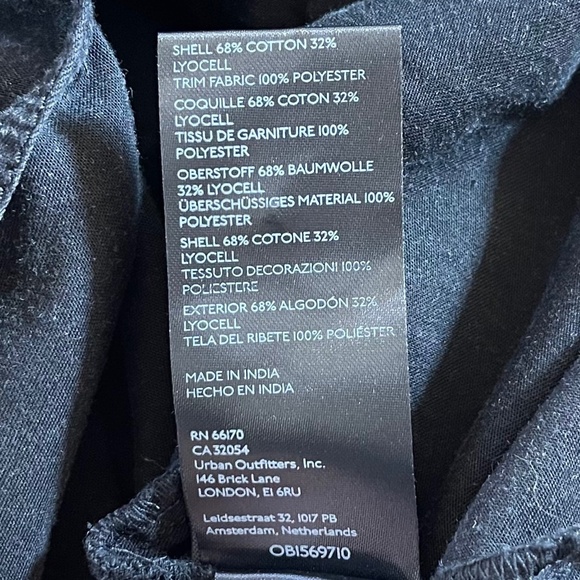 SHELL 68% COTTON 32%
LYOCELL
TRIM FABRIC 100% POLYESTER
COQUILLE 68% COTON 32%
LYOCELL
TISSU DE GARNITURE 100%
POLYESTER
OBERSTOFF 68% BAUMWOLLE
32% LYOCELL
ÜBERSCHÜSSIGES MATERIAL 100%
POLYESTER
SHELL 68% COTONE 32%
LYOCELL
TESSUTO DECORAZIONI 100%
POLIESTERE
EXTERIOR 68% ALGODÓN 32%
LYOCELL
TELA DEL RIBETE 100% POLIÉSTER
MADE IN INDIA
HECHO EN INDIA
RN 66170
CA 32054
Urban Outfitters, Inc.
146 Brick Lane
LONDON, E1 6RU
Leidsestraat 32, 1017 PB
Amsterdam, Netherlands
OB1569710